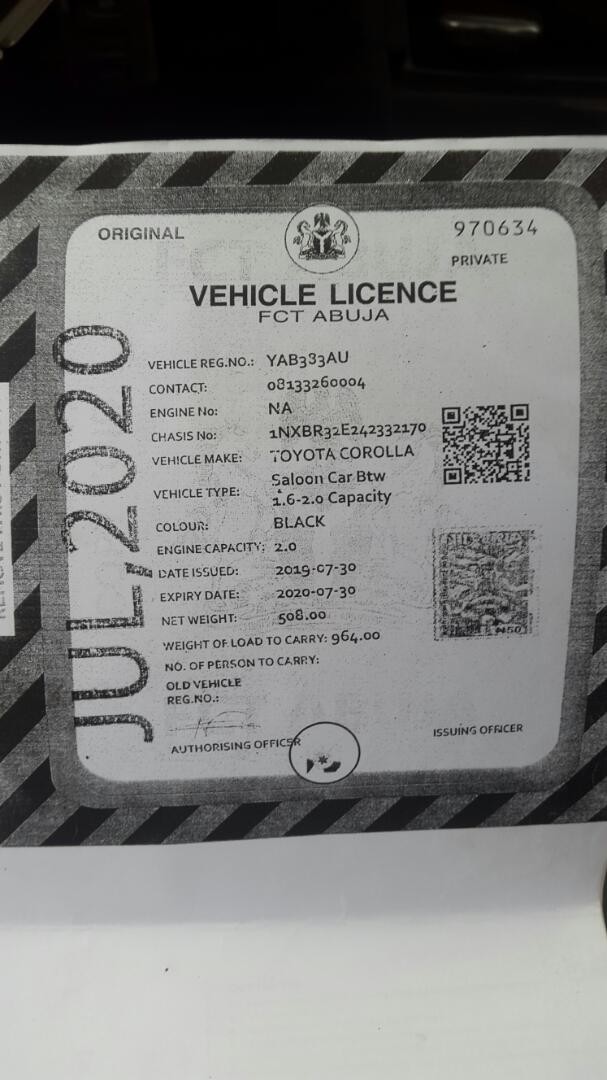 ORIGINAL
970634
PRIVATE
VEHICLE LICENCE
FCT ABUJA
VEHICLE REG.NO.: YAB383AU
CONTACT: 08133260004
ENGINE No: NA
CHASIS No: 1NXBR32E242332170
VEHICLE MAKE: TOYOTA COROLLA
VEHICLE TYPE: Saloon Car Btw
1.6-2.0 Capacity
COLOUR: BLACK
ENGINE CAPACITY: 2.0
DATE ISSUED: 2019-07-30
EXPIRY DATE: 2020-07-30
NET WEIGHT: 508.00
WEIGHT OF LOAD TO CARRY: 964.00
NO. OF PERSON TO CARRY:
OLD VEHICLE
REG.NO.:
AUTHORISING OFFICER
ISSUING OFFICER
JUL, 2020
₦50